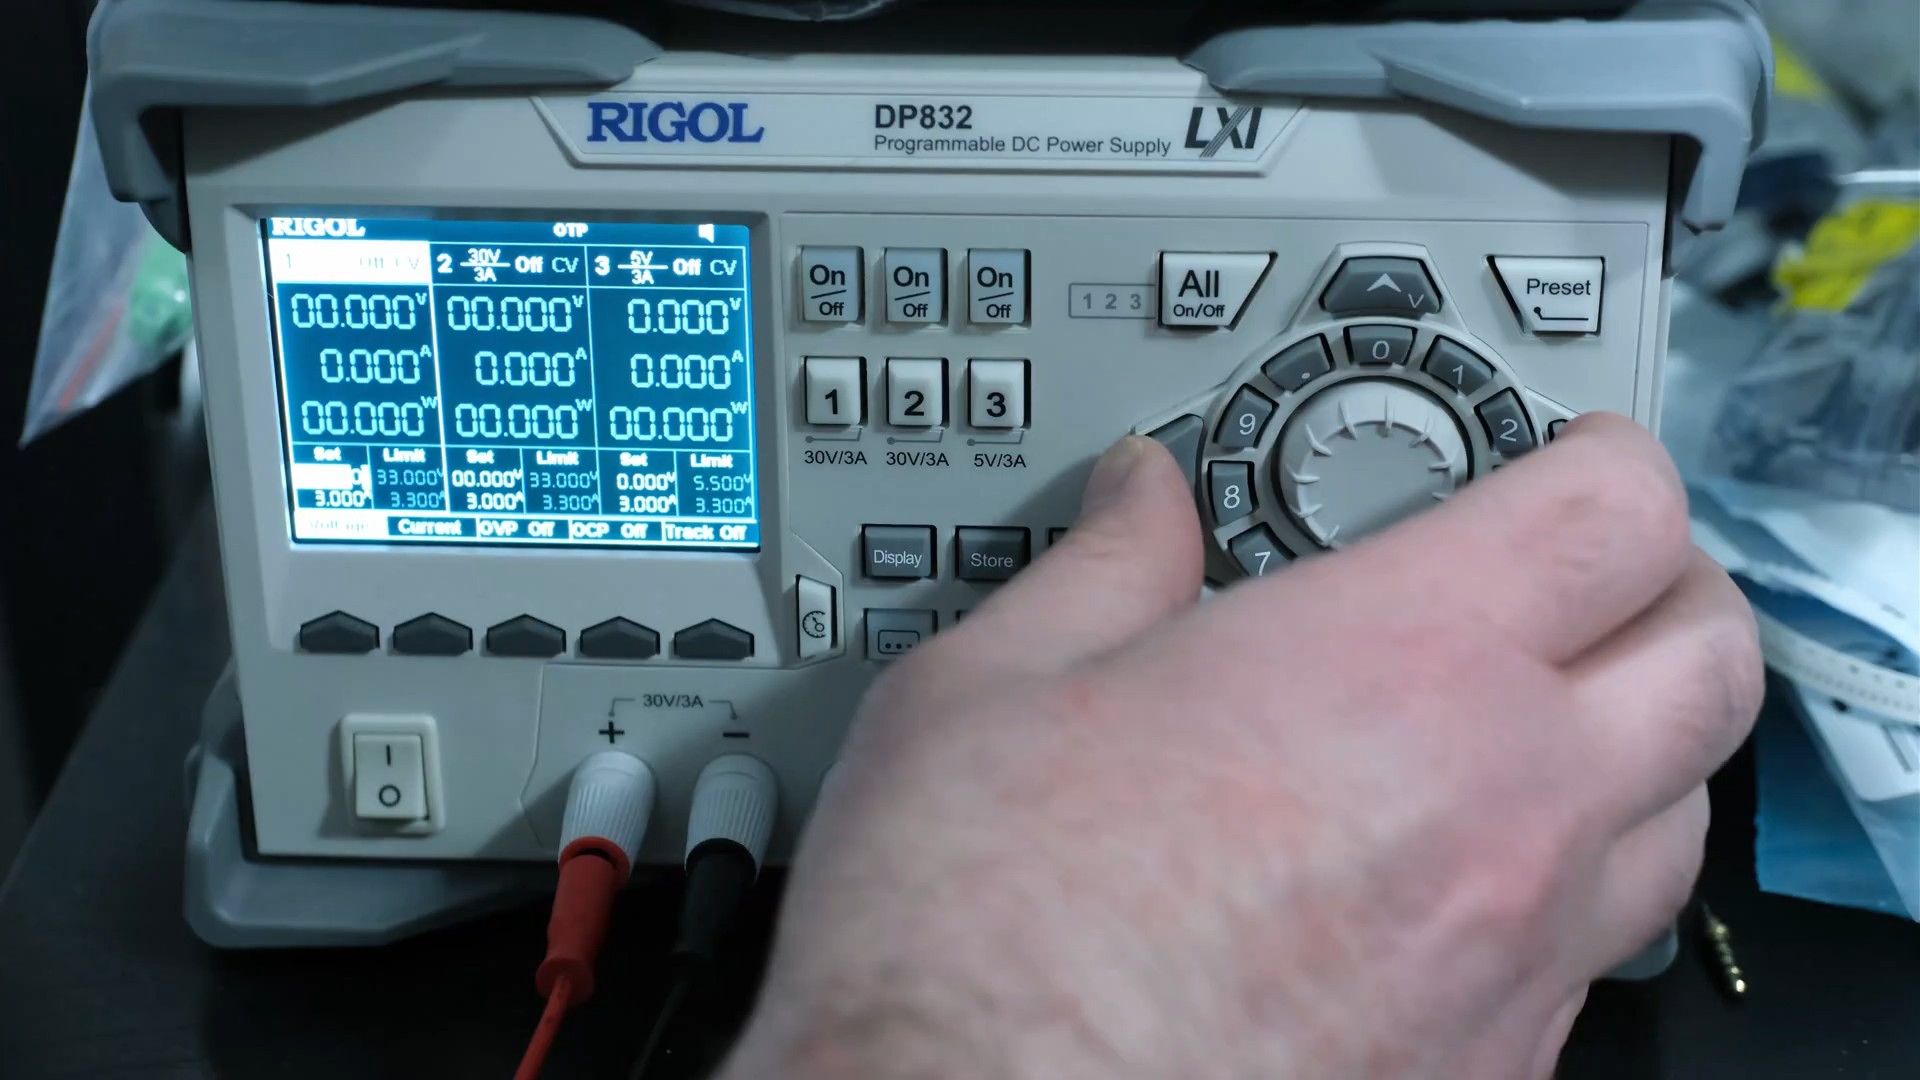 RIGOL
DP832
Programmable DC Power Supply
LXI
RIGOL OTP
1 Off CV 2 30V/3A Off CV 3 5V/3A Off CV
00.000V 00.000V 0.000V
0.000A 0.000A 0.000A
00.000W 00.000W 00.000W
Set Limit Set Limit Set Limit
33.000V 00.000V 33.000V 0.000V 5.500V
3.000A 3.300A 3.000A 3.300A 3.000A 3.300A
Voltage Current OVP Off OCP Off Track Off
On/Off On/Off On/Off
1 2 3
All
On/Off
V
Preset
1 2 3
30V/3A 30V/3A 5V/3A
. 0 1 2 7 8 9
Display Store
...
30V/3A
+ −
I
O